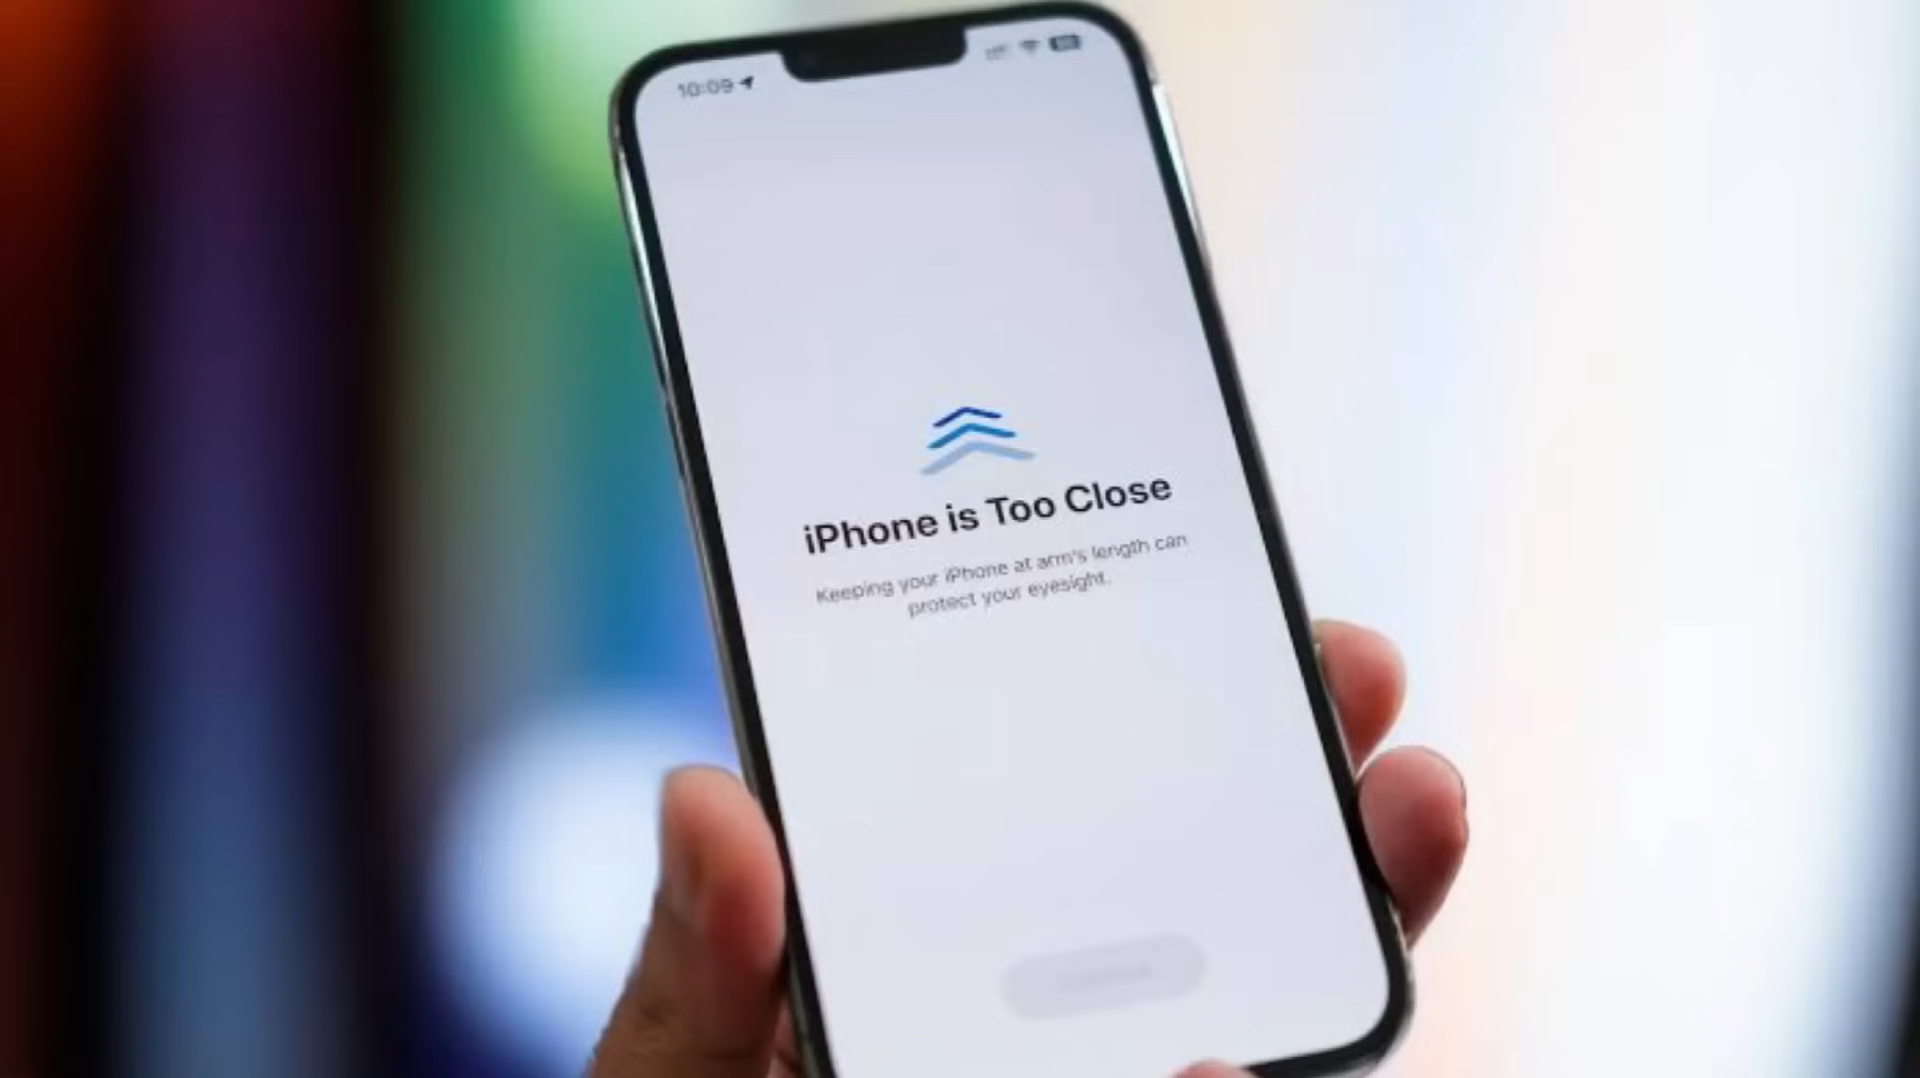 10:09
iPhone is Too Close
Keeping your iPhone at arm's length can
protect your eyesight.